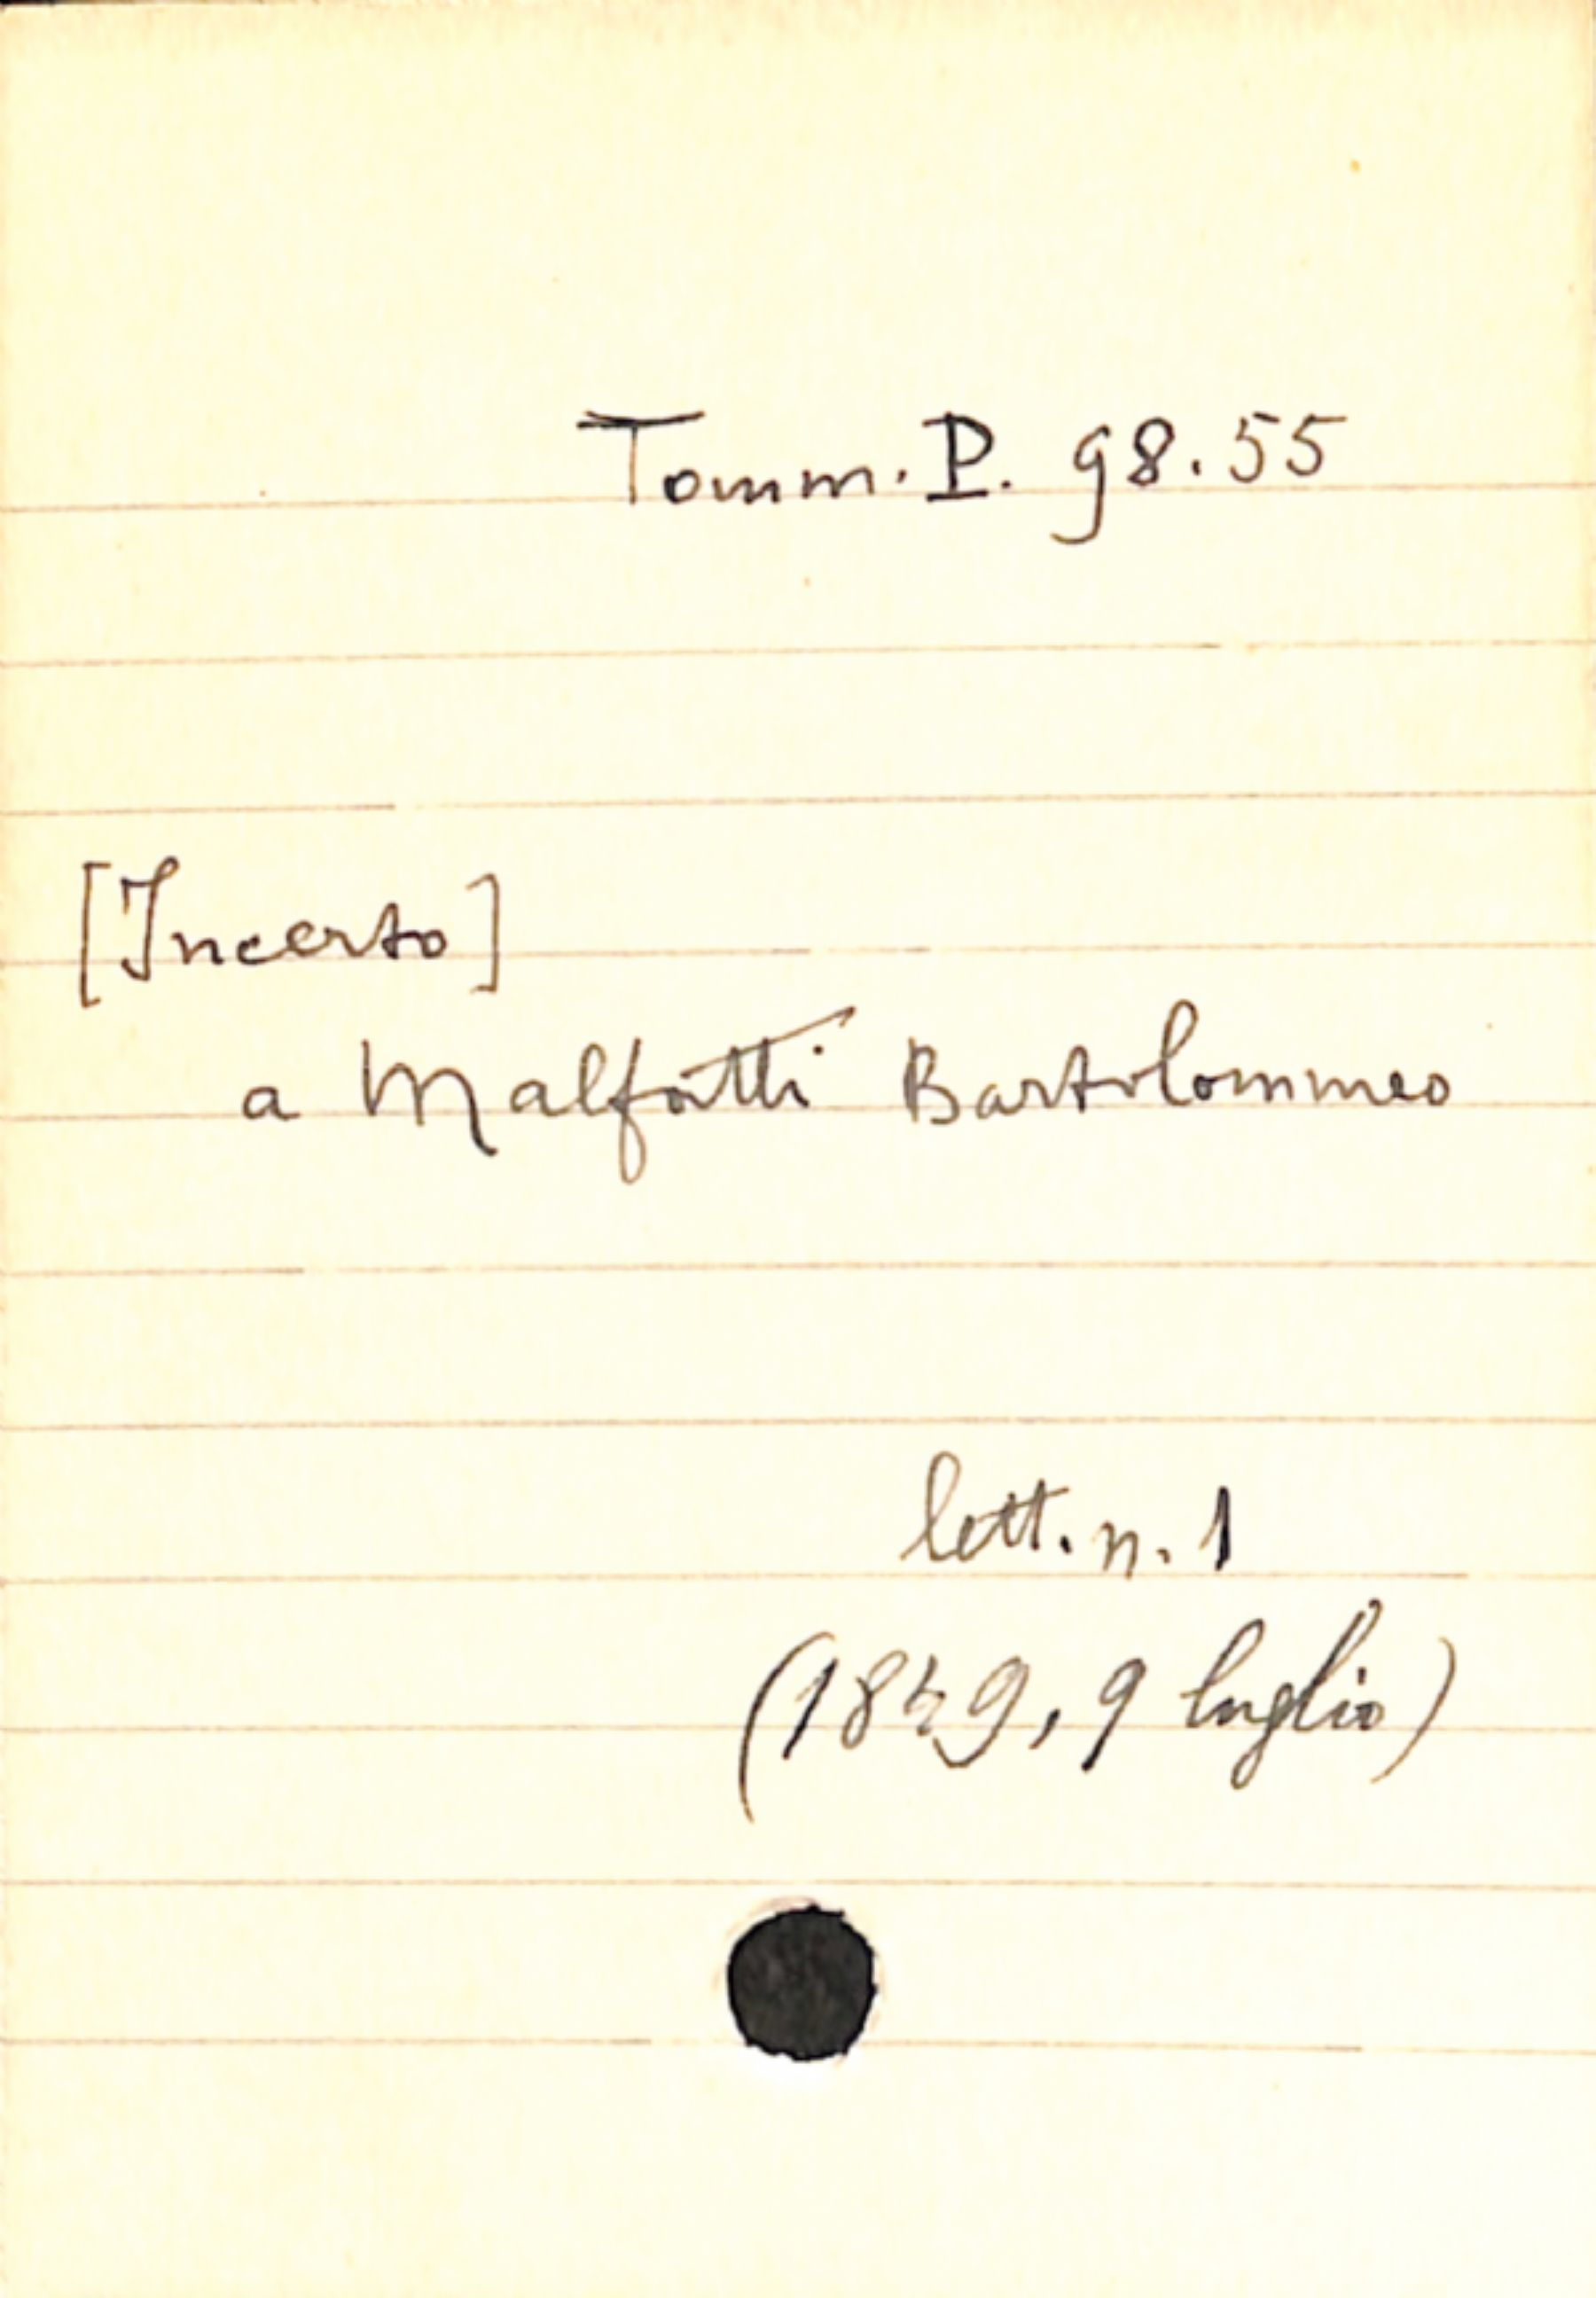 Tomm. P. 98.55
[Incerto]
a Malfatti Bartolommeo
lett. n. 1
(1849, 9 luglio)